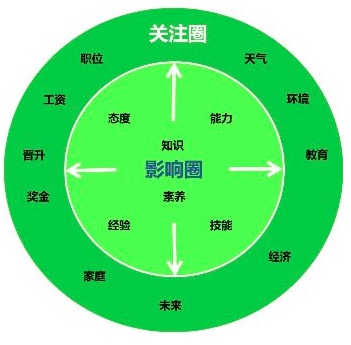 关注圈
职位
天气
工资
环境
态度
能力
知识
晋升
教育
影响圈
奖金
素养
经验
技能
经济
家庭
未来